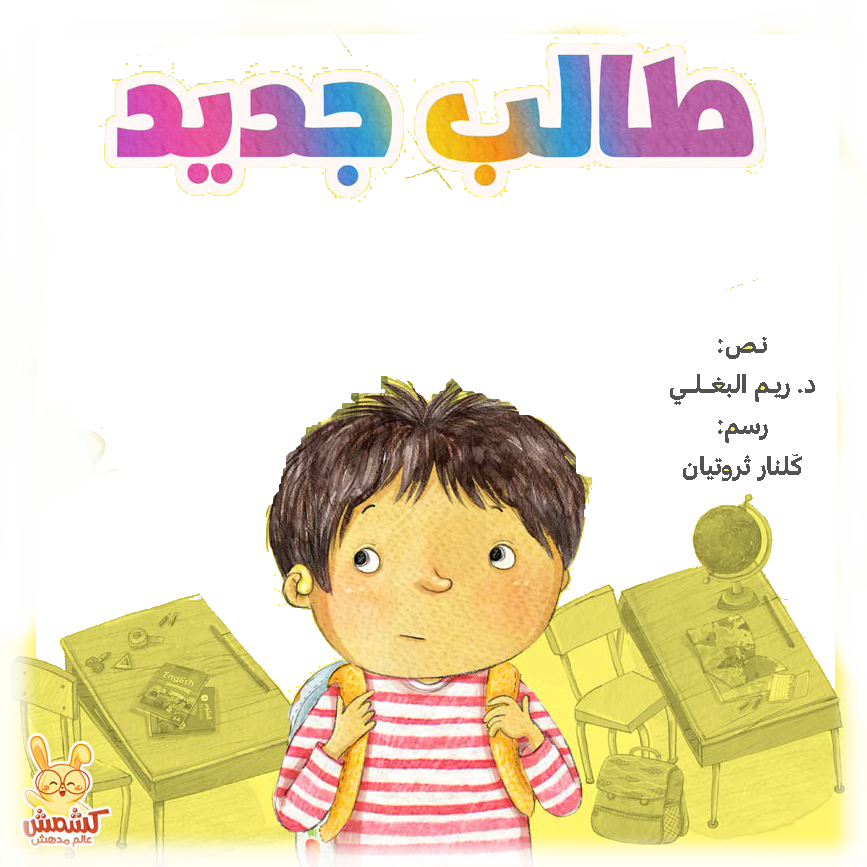 طالب جديد
نص:
د. ريم البغلي
رسم:
گلنار ثروتيان
English
كشمش
عالم مدهش